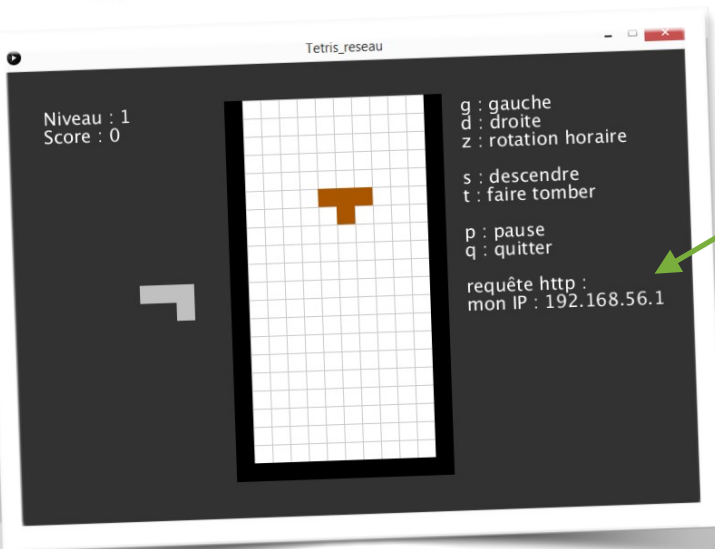 Tetris_reseau
Niveau : 1
Score : 0
g : gauche
d : droite
z : rotation horaire
s : descendre
t : faire tomber
p : pause
q : quitter
requête http :
mon IP : 192.168.56.1